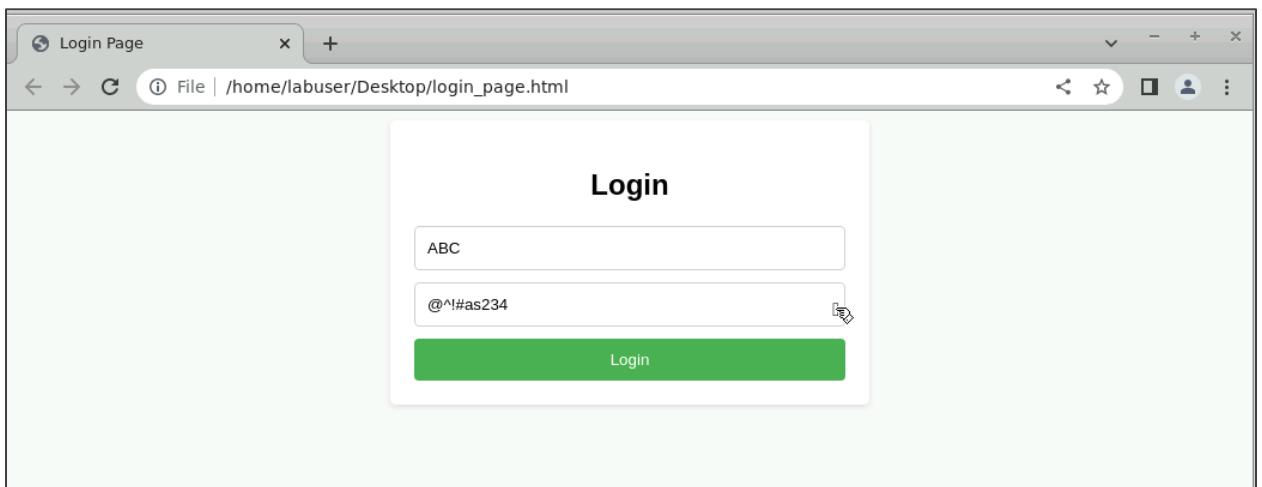 Login Page
File /home/labuser/Desktop/login_page.html
Login
ABC
@^!#as234
Login